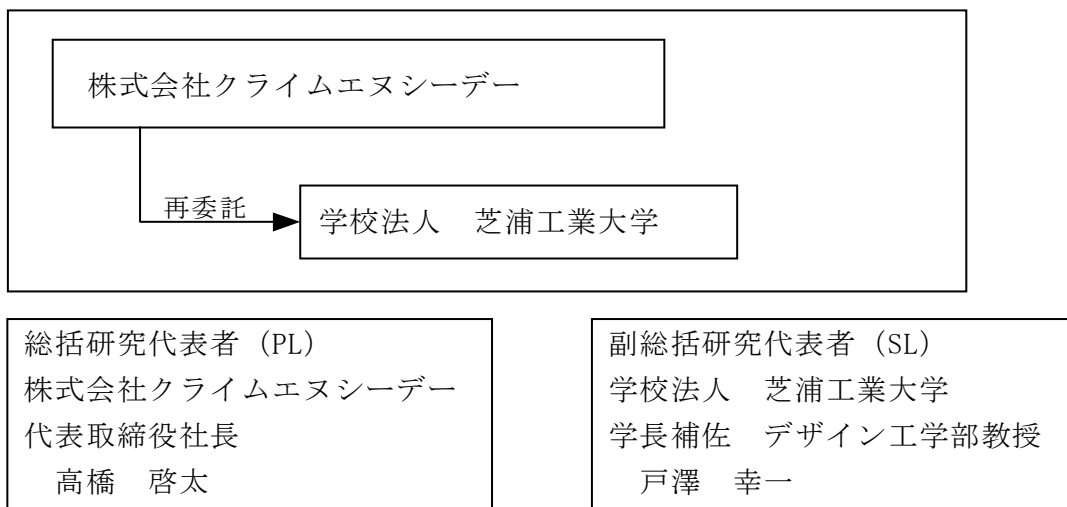 株式会社クライムエヌシーデー
再委託
学校法人　芝浦工業大学
総括研究代表者（PL）
株式会社クライムエヌシーデー
代表取締役社長
高橋　啓太
副総括研究代表者（SL）
学校法人　芝浦工業大学
学長補佐　デザイン工学部教授
戸澤　幸一